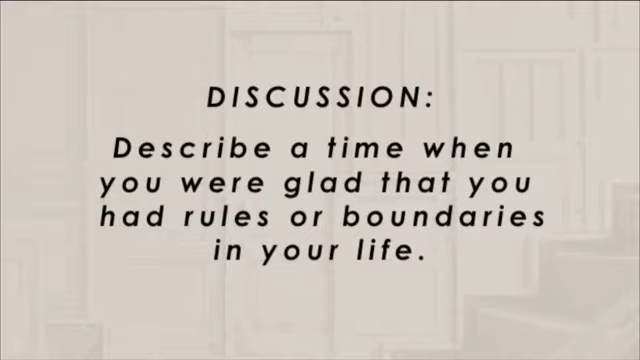 DISCUSSION:
Describe a time when
you were glad that you
had rules or boundaries
in your life.